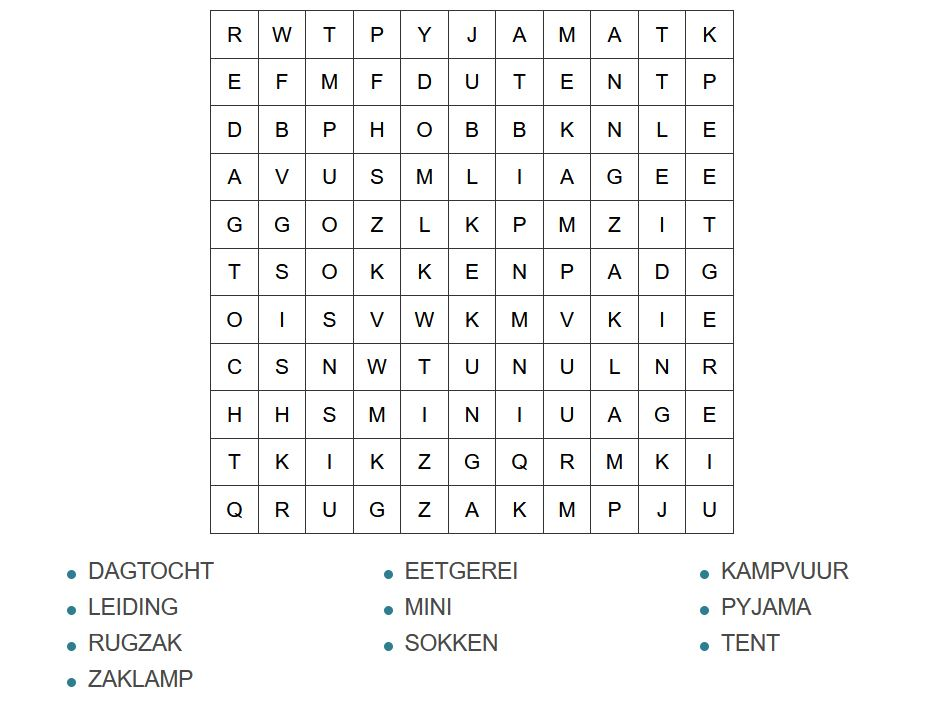 R W T P Y J A M A T K
E F M F D U T E N T P
D B P H O B B K N L E
A V U S M L I A G E E
G G O Z L K P M Z I T
T S O K K E N P A D G
O I S V W K M V K I E
C S N W T U N U L N R
H H S M I N I U A G E
T K I K Z G Q R M K I
Q R U G Z A K M P J U
DAGTOCHT EETGEREI KAMPVUUR
LEIDING MINI PYJAMA
RUGZAK SOKKEN TENT
ZAKLAMP